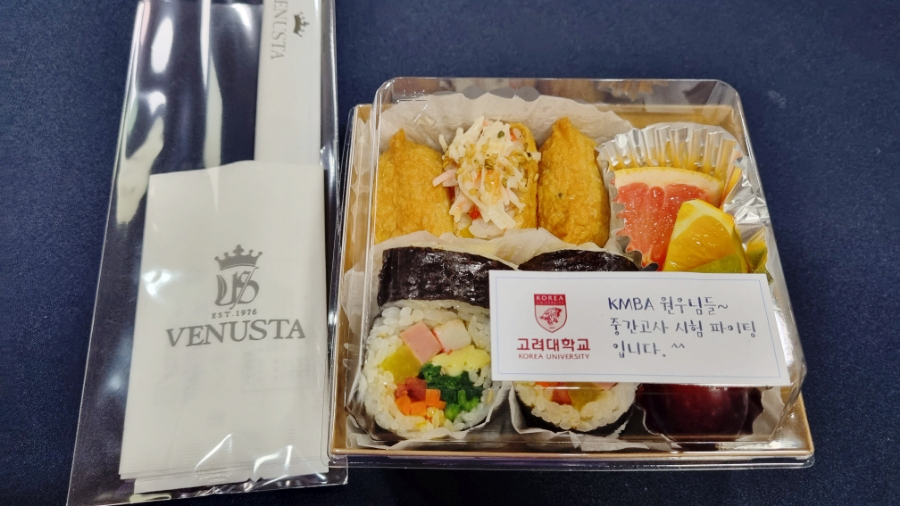 VENUSTA
VS
EST.1976
VENUSTA
KOREA
고려대학교
KOREA UNIVERSITY
KMBA 원우님들~
중간고사 시험 파이팅
입니다. ^^